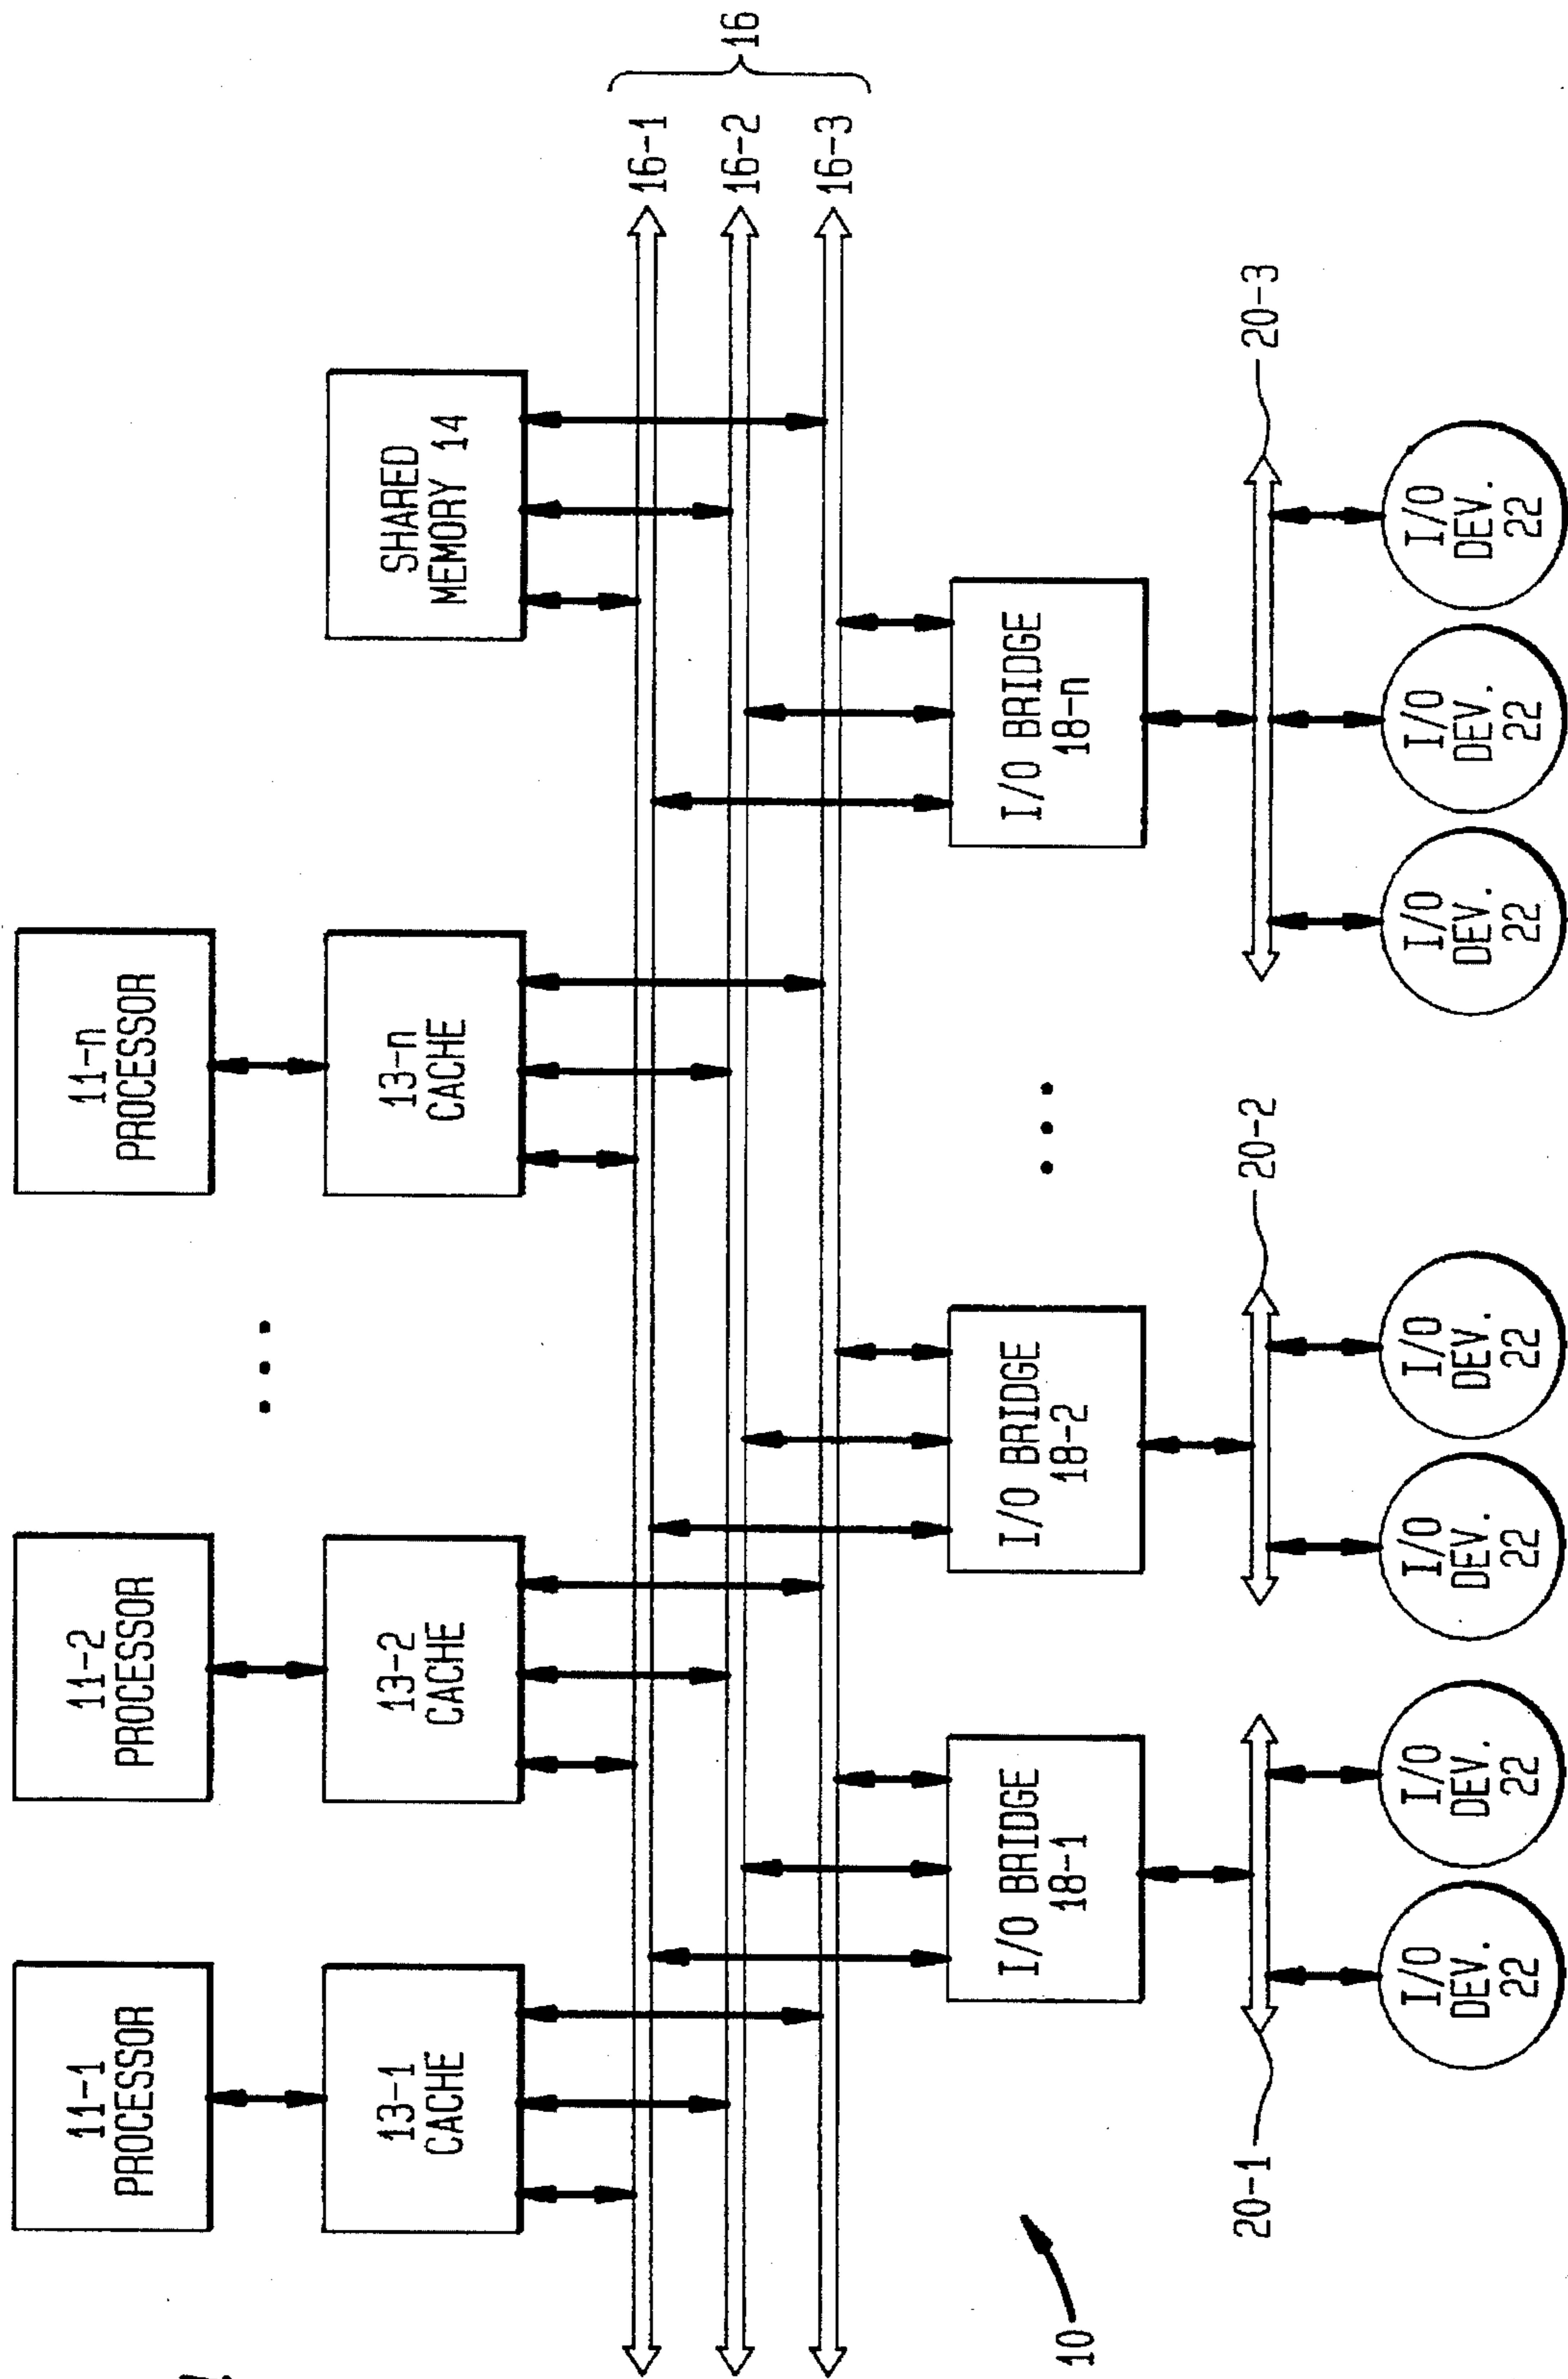 11-1
PROCESSOR
11-2
PROCESSOR
11-n
PROCESSOR
13-1
CACHE
13-2
CACHE
13-n
CACHE
SHARED
MEMORY 14
16-1
16-2
16-3
16
I/O BRIDGE
18-1
I/O BRIDGE
18-2
I/O BRIDGE
18-n
10
20-1
20-2
20-3
I/O
DEV.
22
I/O
DEV.
22
I/O
DEV.
22
I/O
DEV.
22
I/O
DEV.
22
I/O
DEV.
22
I/O
DEV.
22